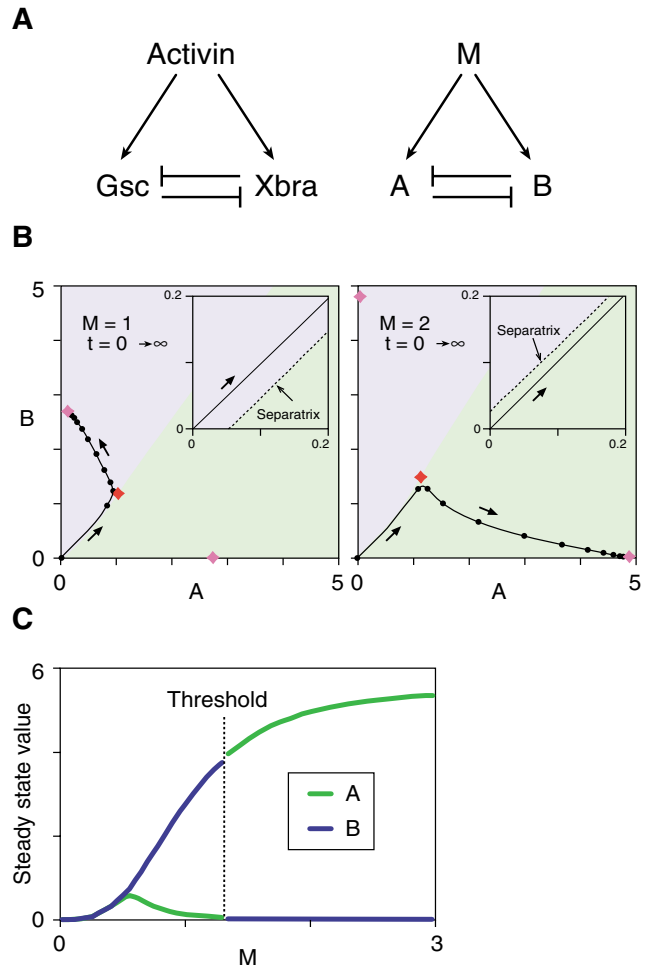 A
Activin
M
Gsc
Xbra
A
B
B
5
M = 1
t = 0 →∞
0.2
Separatrix
0
0
0.2
B
0
0
A
5
M = 2
t = 0 →∞
0.2
Separatrix
0
0
0.2
0
A
5
C
6
Threshold
Steady state value
A
B
0
0
M
3